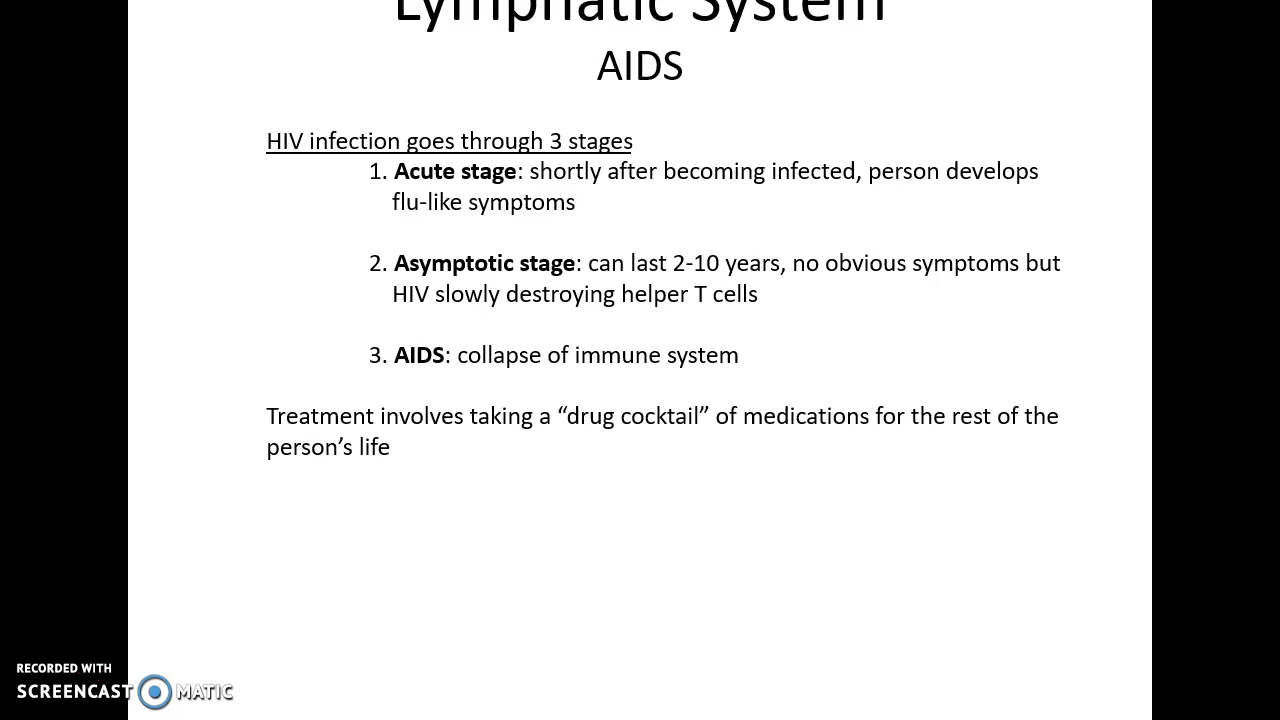 Lymphatic System
AIDS
HIV infection goes through 3 stages
1. Acute stage: shortly after becoming infected, person develops
flu-like symptoms
2. Asymptotic stage: can last 2-10 years, no obvious symptoms but
HIV slowly destroying helper T cells
3. AIDS: collapse of immune system
Treatment involves taking a “drug cocktail” of medications for the rest of the
person’s life
RECORDED WITH
SCREENCAST MATIC